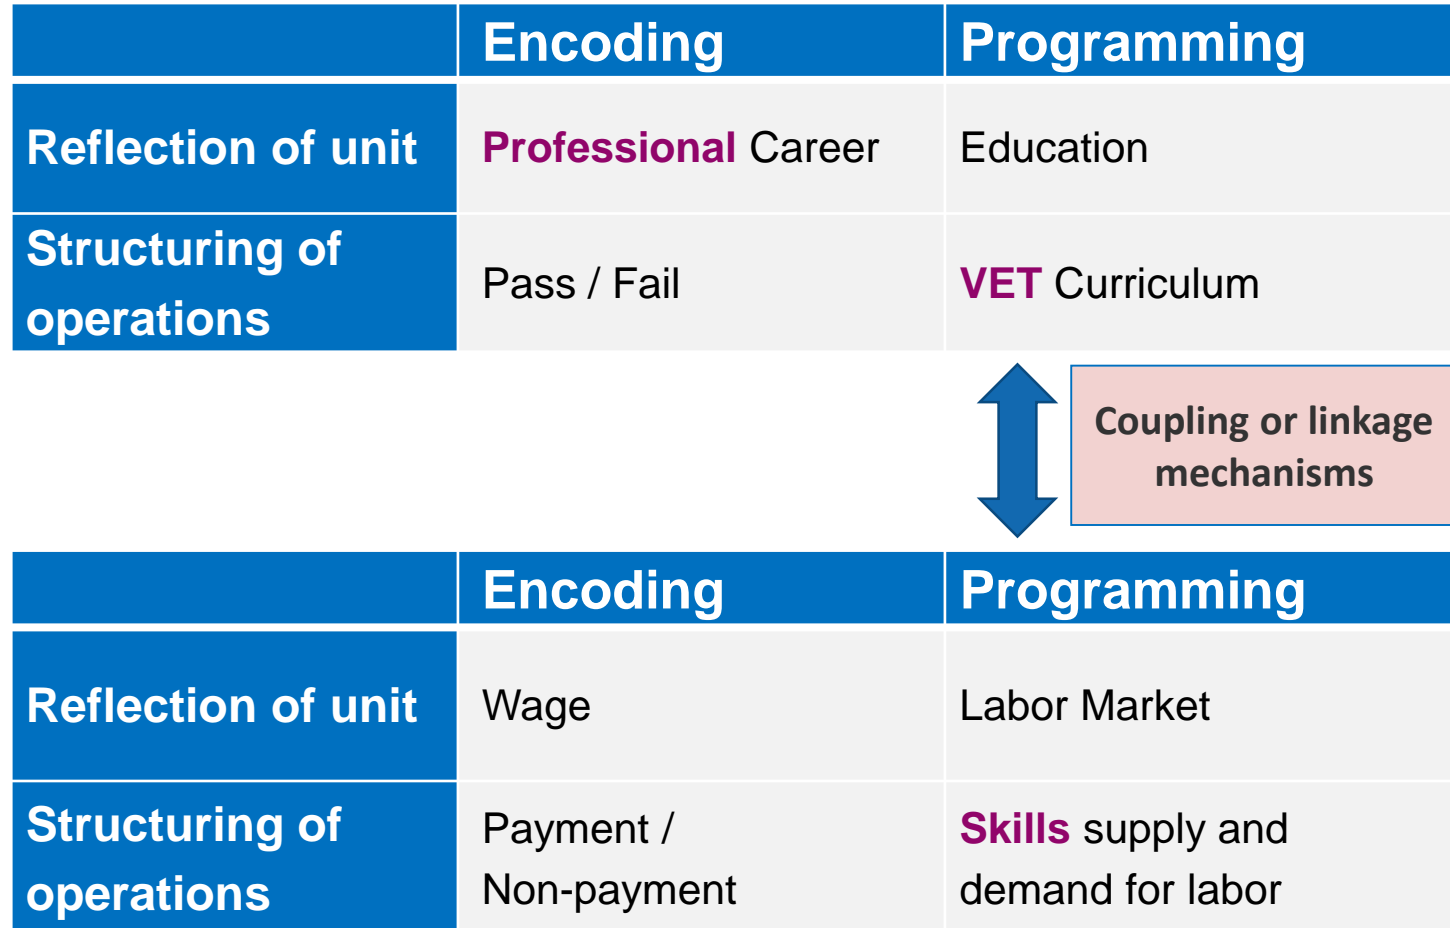 Encoding Programming
Reflection of unit Professional Career Education
Structuring of
operations Pass / Fail VET Curriculum
Coupling or linkage
mechanisms
Encoding Programming
Reflection of unit Wage Labor Market
Structuring of
operations
Payment /
Non-payment
Skills supply and
demand for labor